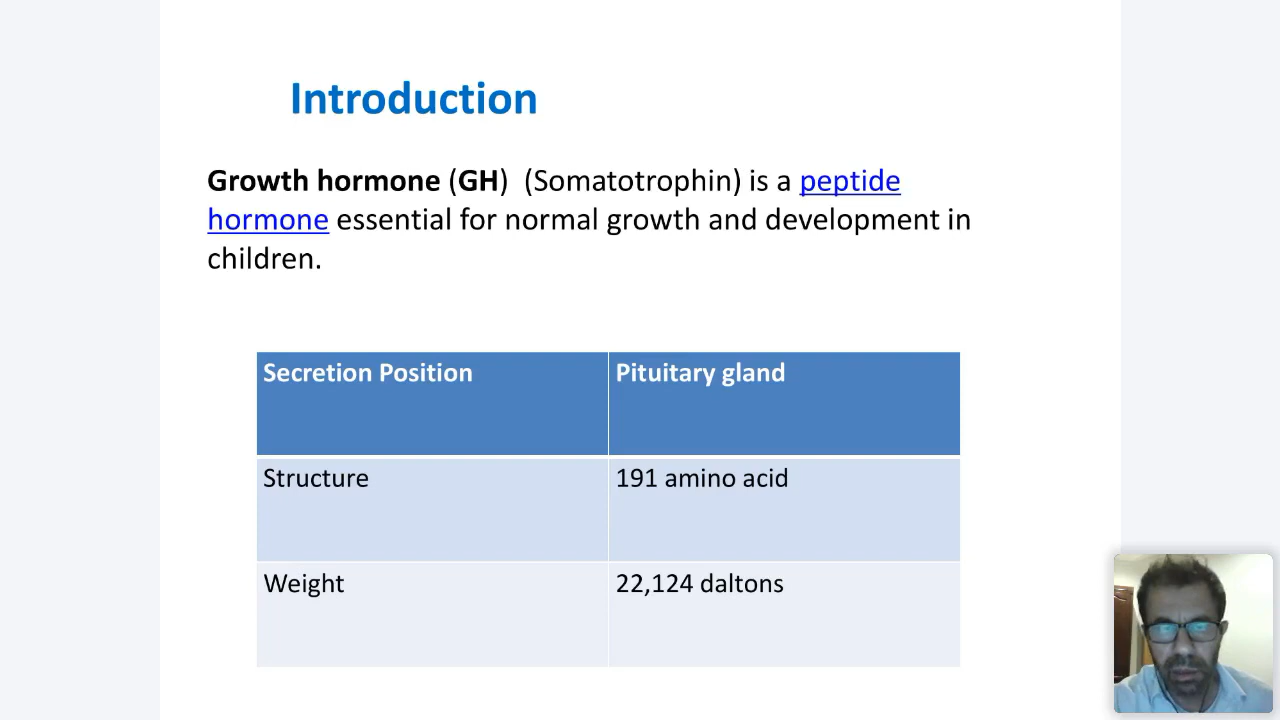 Introduction
Growth hormone (GH) (Somatotrophin) is a peptide
hormone essential for normal growth and development in
children.
Secretion Position Pituitary gland
Structure 191 amino acid
Weight 22,124 daltons